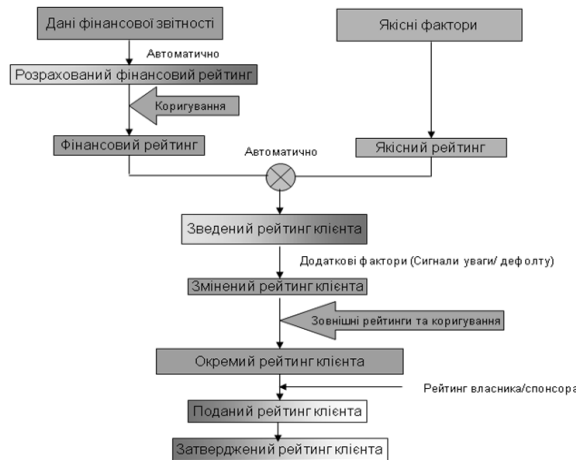 Дані фінансової звітності
Якісні фактори
Автоматично
Розрахований фінансовий рейтинг
Коригування
Фінансовий рейтинг
Автоматично
Якісний рейтинг
Зведений рейтинг клієнта
Додаткові фактори (Сигнали уваги/ дефолту)
Змінений рейтинг клієнта
Зовнішні рейтинги та коригування
Окремий рейтинг клієнта
Рейтинг власника/спонсора
Поданий рейтинг клієнта
Затверджений рейтинг клієнта